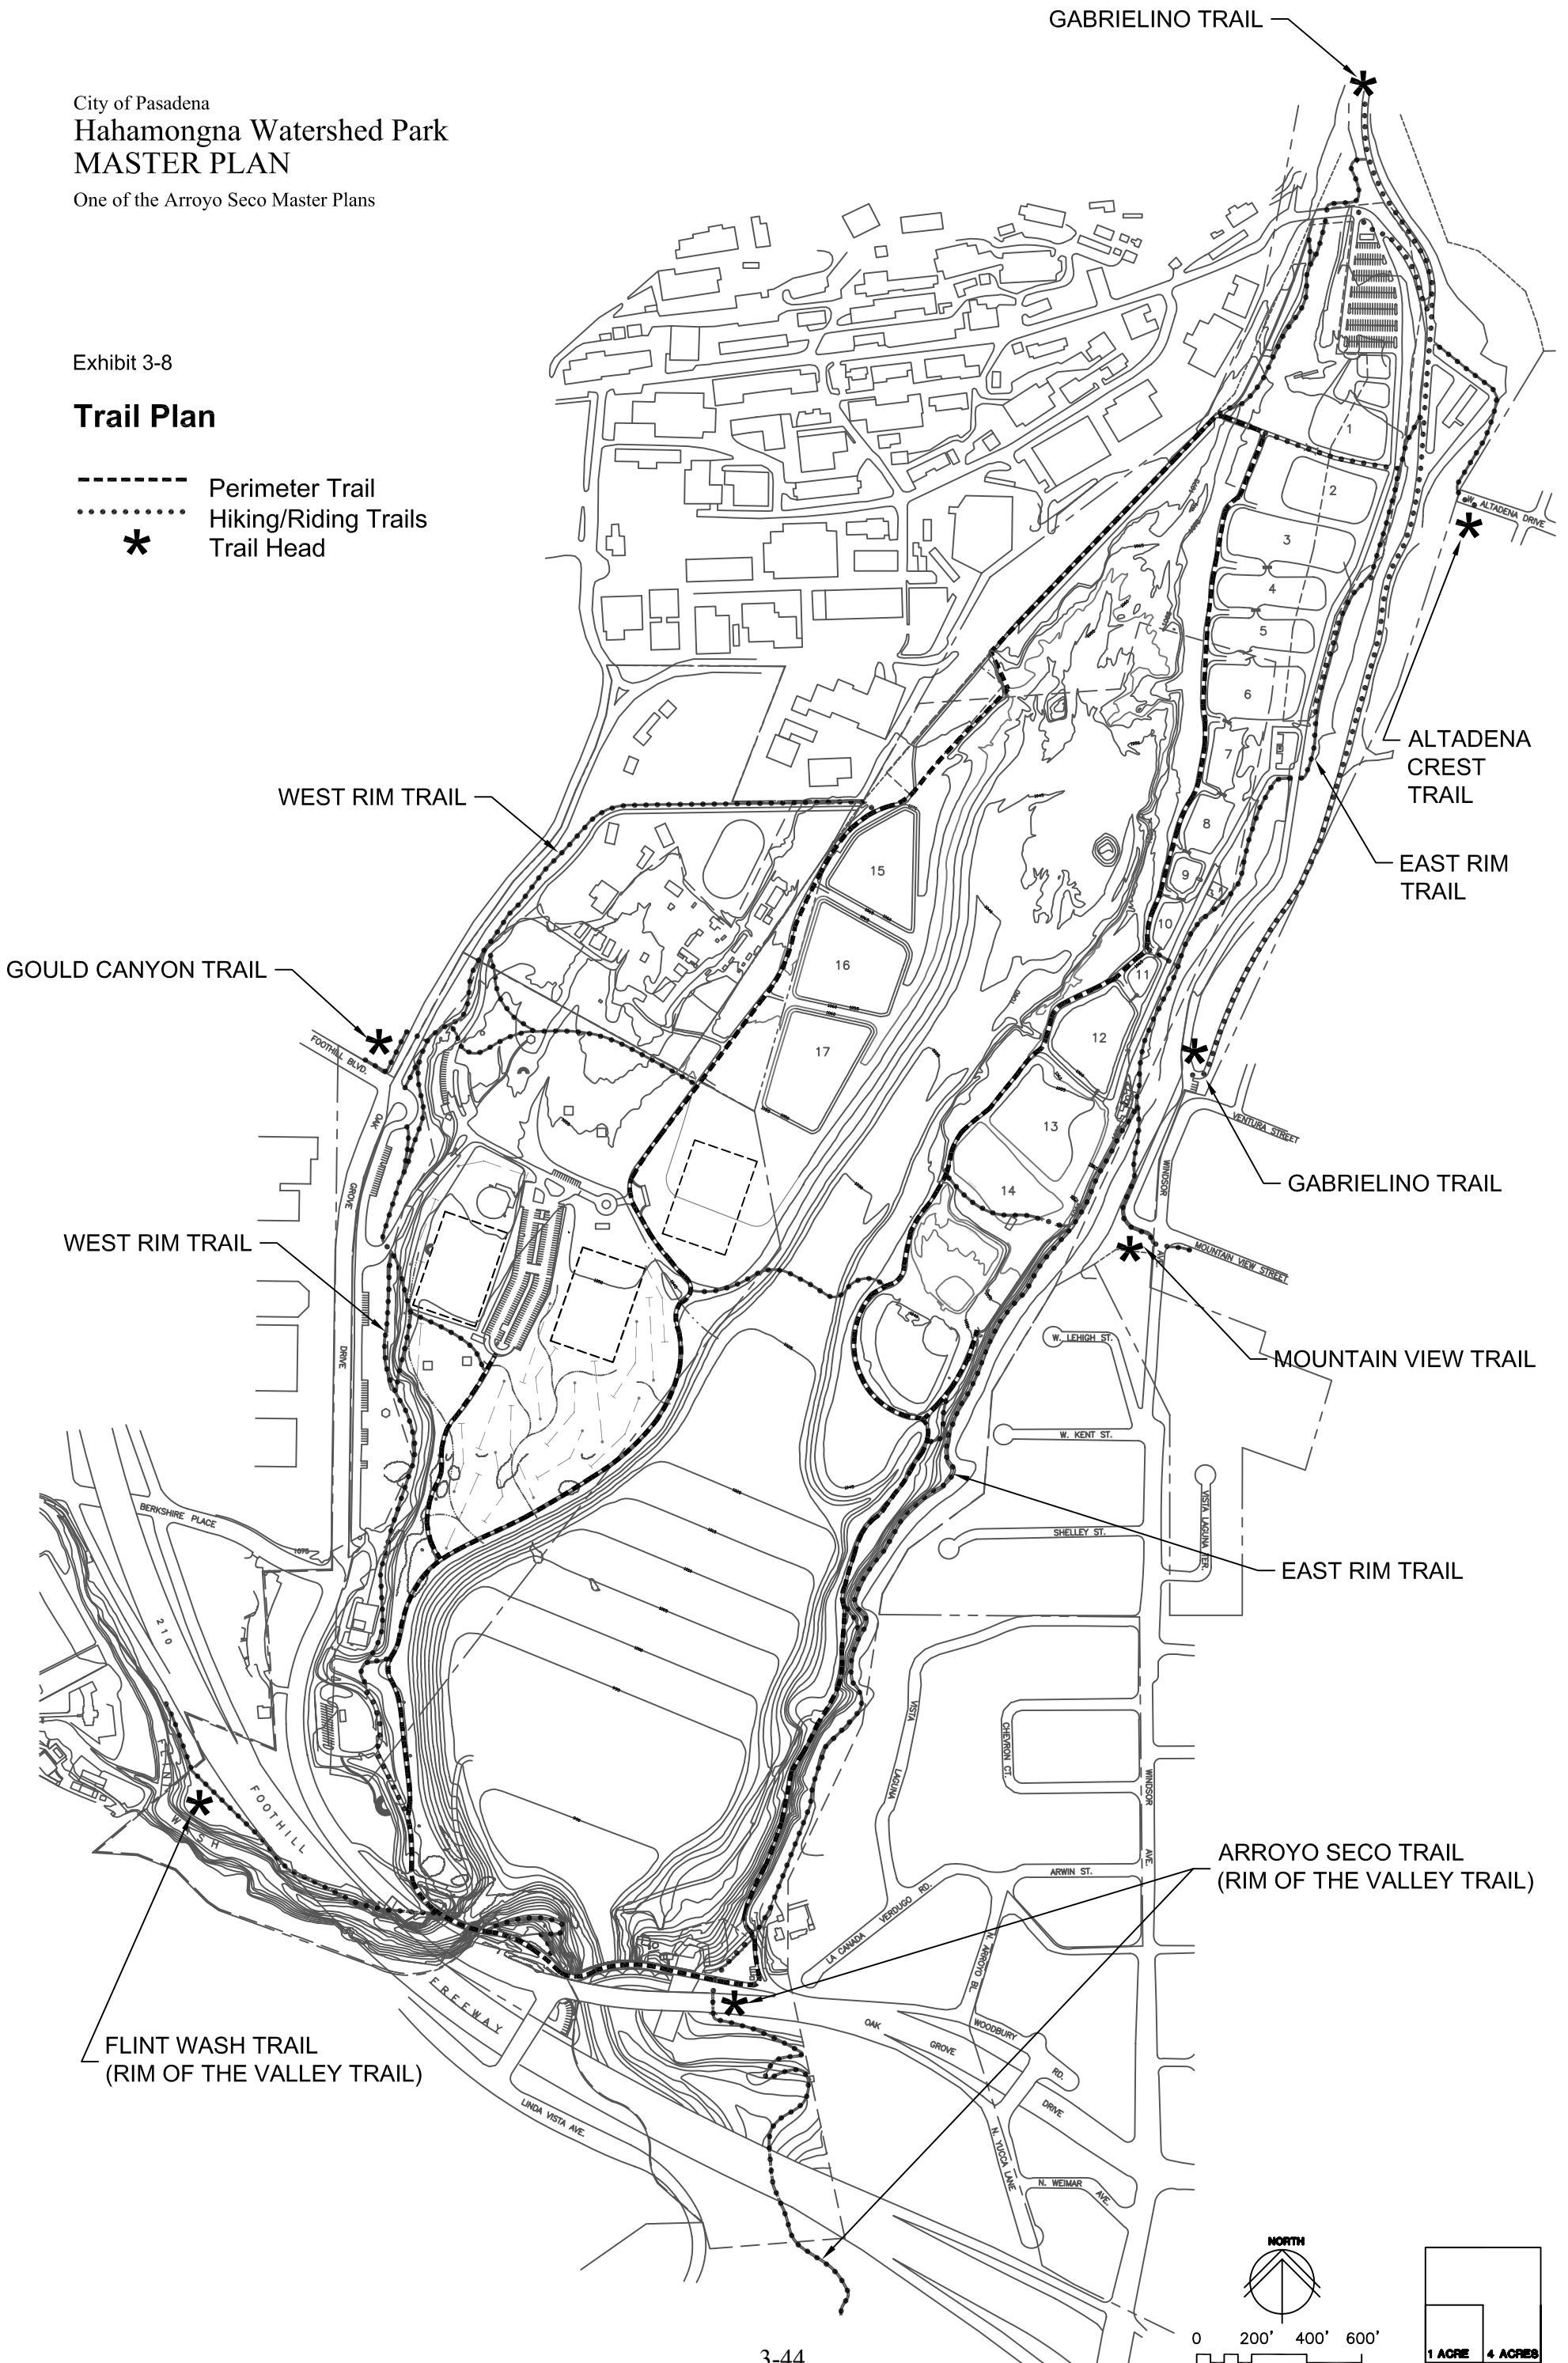 GABRIELINO TRAIL
City of Pasadena
Hahamongna Watershed Park
MASTER PLAN
One of the Arroyo Seco Master Plans
Exhibit 3-8
Trail Plan
Perimeter Trail
Hiking/Riding Trails
Trail Head
1
2
3
4
5
6
7
8
9
10
11
12
13
14
15
16
17
W. ALTADENA DRIVE
ALTADENA
CREST
TRAIL
WEST RIM TRAIL
EAST RIM
TRAIL
GOULD CANYON TRAIL
FOOTHILL BLVD.
OAK
GROVE
DRIVE
VENTURA STREET
WINDSOR
AVE.
GABRIELINO TRAIL
WEST RIM TRAIL
MOUNTAIN VIEW STREET
W. LEHIGH ST.
MOUNTAIN VIEW TRAIL
W. KENT ST.
VISTA LAGUNA TER.
SHELLEY ST.
BERKSHIRE PLACE
1075
EAST RIM TRAIL
210
FOOTHILL
FREEWAY
FLINT
WASH
VISTA
LAGUNA
CHEVRON CT.
WINDSOR
AVE.
ARWIN ST.
ARROYO SECO TRAIL
(RIM OF THE VALLEY TRAIL)
LA CANADA VERDUGO RD.
N. ARROYO BL.
WOODBURY
RD.
OAK
GROVE
DRIVE
FLINT WASH TRAIL
(RIM OF THE VALLEY TRAIL)
LINDA VISTA AVE.
N. YUCCA LANE
N. WEIMAR
AVE.
NORTH
0 200' 400' 600'
1 ACRE 4 ACRES
3-44